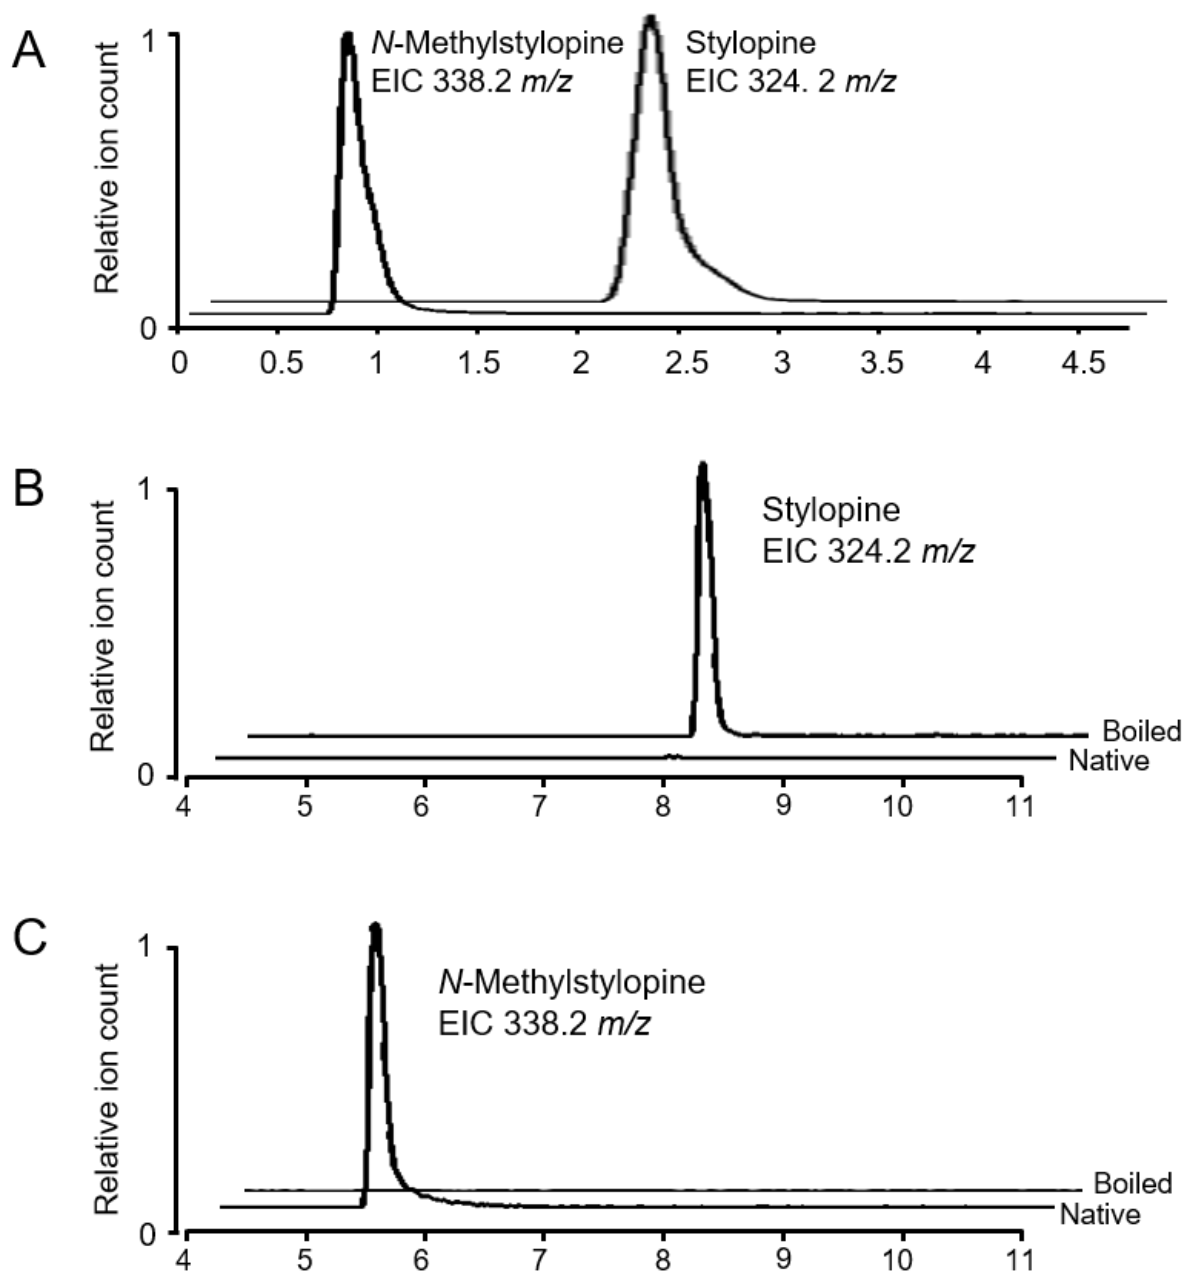 A
1
N-Methylstylopine
EIC 338.2 m/z
Stylopine
EIC 324. 2 m/z
Relative ion count
0
0 0.5 1 1.5 2 2.5 3 3.5 4 4.5
B
1
Stylopine
EIC 324.2 m/z
Relative ion count
Boiled
Native
0
4 5 6 7 8 9 10 11
C
1
N-Methylstylopine
EIC 338.2 m/z
Relative ion count
Boiled
Native
0
4 5 6 7 8 9 10 11